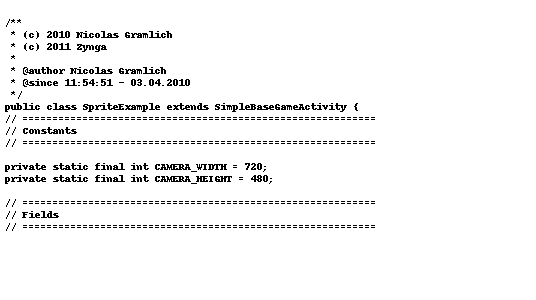 /**
* (c) 2010 Nicolas Gramlich
* (c) 2011 Zynga
*
* @author Nicolas Gramlich
* @since 11:54:51 - 03.04.2010
*/
public class SpriteExample extends SimpleBaseGameActivity {
// ===========================================================
// Constants
// ===========================================================
private static final int CAMERA_WIDTH = 720;
private static final int CAMERA_HEIGHT = 480;
// ===========================================================
// Fields
// ===========================================================